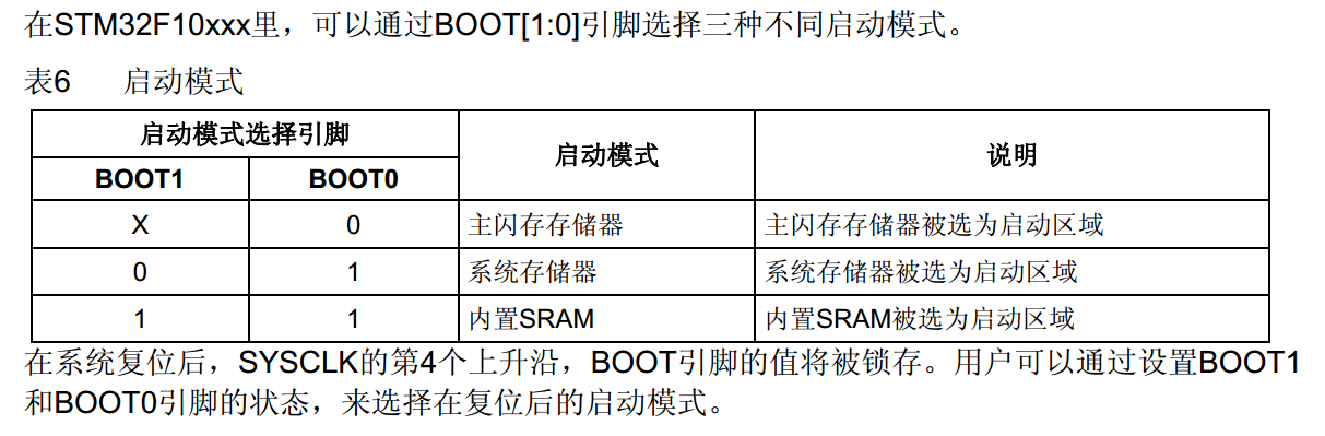 在STM32F10xxx里，可以通过BOOT[1:0]引脚选择三种不同启动模式。
表6 启动模式
启动模式选择引脚 启动模式 说明
BOOT1 BOOT0
X 0 主闪存存储器 主闪存存储器被选为启动区域
0 1 系统存储器 系统存储器被选为启动区域
1 1 内置SRAM 内置SRAM被选为启动区域
在系统复位后，SYSCLK的第4个上升沿，BOOT引脚的值将被锁存。用户可以通过设置BOOT1
和BOOT0引脚的状态，来选择在复位后的启动模式。